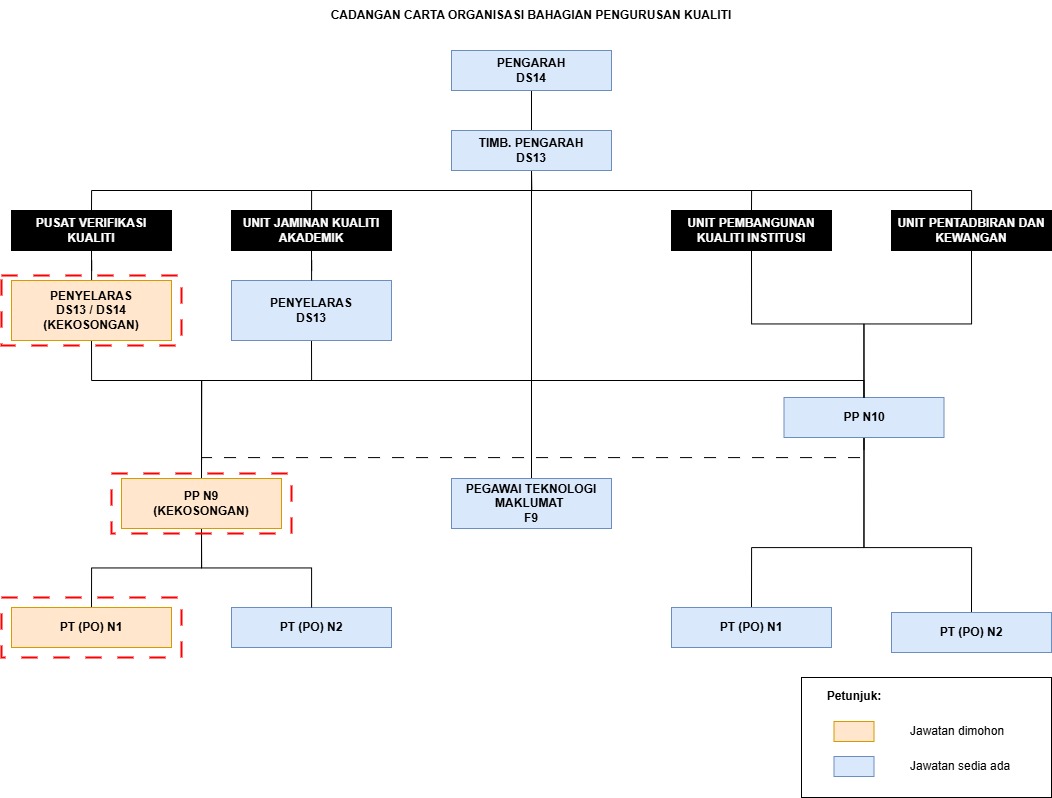 CADANGAN CARTA ORGANISASI BAHAGIAN PENGURUSAN KUALITI
PENGARAH
DS14
TIMB. PENGARAH
DS13
PUSAT VERIFIKASI
KUALITI
UNIT JAMINAN KUALITI
AKADEMIK
UNIT PEMBANGUNAN
KUALITI INSTITUSI
UNIT PENTADBIRAN DAN
KEWANGAN
PENYELARAS
DS13 / DS14
(KEKOSONGAN)
PENYELARAS
DS13
PP N10
PP N9
(KEKOSONGAN)
PEGAWAI TEKNOLOGI
MAKLUMAT
F9
PT (PO) N1
PT (PO) N2
PT (PO) N1
PT (PO) N2
Petunjuk:
Jawatan dimohon
Jawatan sedia ada